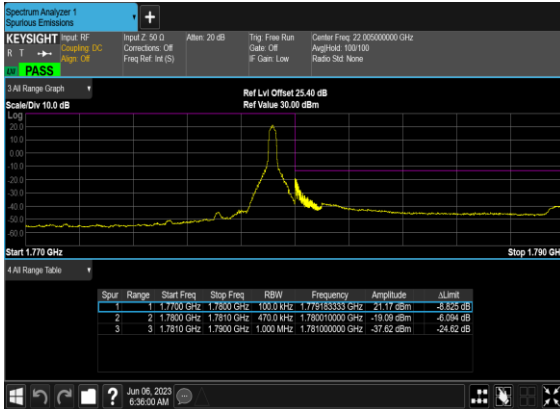 Spectrum Analyzer 1
Spurious Emissions
KEYSIGHT
R T
Input: RF
Coupling: DC
Align: Off
Input Z: 50 Ω
Corrections: Off
Freq Ref: Int (S)
Atten: 20 dB
Trig: Free Run
Gate: Off
IF Gain: Low
Center Freq: 22.005000000 GHz
Avg|Hold: 100/100
Radio Std: None
PASS
3 All Range Graph
Scale/Div 10.0 dB
Ref Lvl Offset 25.40 dB
Ref Value 30.00 dBm
Log
20.0
10.0
0.00
-10.0
-20.0
-30.0
-40.0
-50.0
-60.0
Start 1.770 GHz
Stop 1.790 GH
4 All Range Table
Spur Range Start Freq Stop Freq RBW Frequency Amplitude ΔLimit
1 1 1.7700 GHz 1.7800 GHz 100.0 kHz 1.779183333 GHz 21.17 dBm -8.825 dB
2 2 1.7800 GHz 1.7810 GHz 470.0 kHz 1.780010000 GHz -19.09 dBm -6.094 dB
3 3 1.7810 GHz 1.7900 GHz 1.000 MHz 1.781000000 GHz -37.62 dBm -24.62 dB
Jun 06, 2023
6:36:00 AM